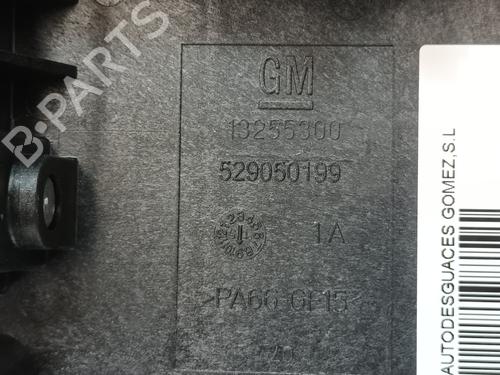 GM
13255300
529050199
1A
>PA66-GF15<
AUTODESGUACES GOMEZ,S.L
B-PARTS